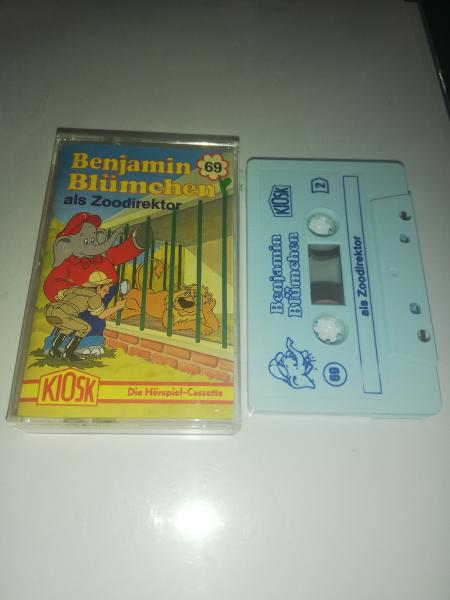 Benjamin
Blümchen
69
als Zoodirektor
KIOSK
Die Hörspiel-Cassette
KIOSK
2
Benjamin
Blümchen
als Zoodirektor
69